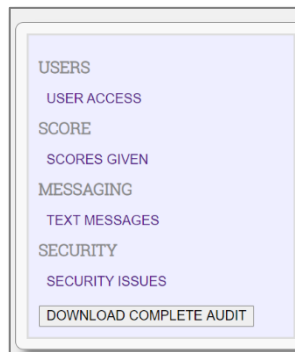 USERS
USER ACCESS
SCORE
SCORES GIVEN
MESSAGING
TEXT MESSAGES
SECURITY
SECURITY ISSUES
DOWNLOAD COMPLETE AUDIT